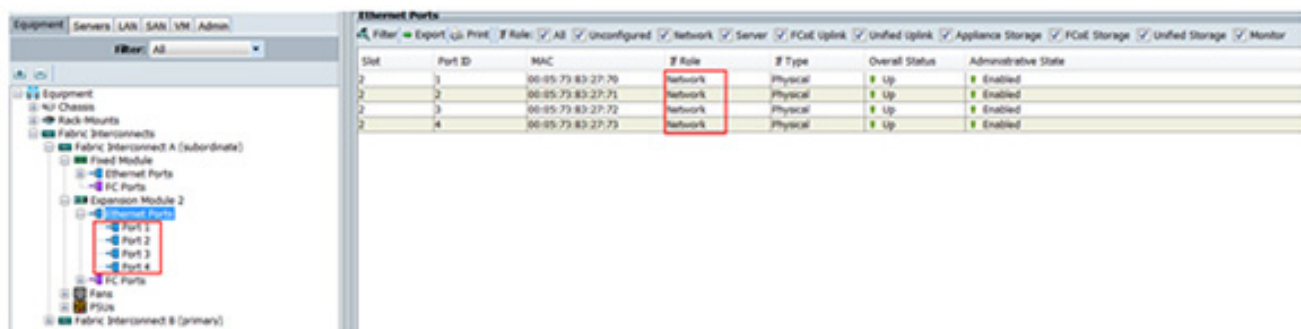 Equipment Servers LAN SAN VM Admin
Filter: All
Equipment
Chassis
Rack-Mounts
Fabric Interconnects
Fabric Interconnect A (subordinate)
Fixed Module
Ethernet Ports
FC Ports
Expansion Module 2
Ethernet Ports
Port 1
Port 2
Port 3
Port 4
FC Ports
Fans
PSUs
Fabric Interconnect B (primary)
Ethernet Ports
Filter Export Print Role: All Unconfigured Network Server FCoE Uplink Unified Uplink Appliance Storage FCoE Storage Unified Storage Monitor
Slot Port ID MAC If Role If Type Overall Status Administrative State
2 1 00:05:73:83:27:70 Network Physical Up Enabled
2 2 00:05:73:83:27:71 Network Physical Up Enabled
2 3 00:05:73:83:27:72 Network Physical Up Enabled
2 4 00:05:73:83:27:73 Network Physical Up Enabled